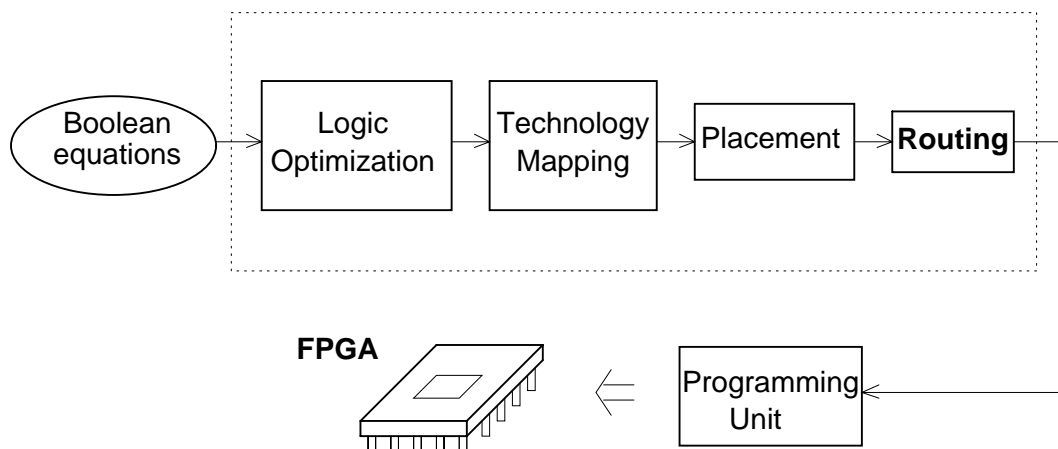 Boolean
equations
Logic
Optimization
Technology
Mapping
Placement
Routing
FPGA
Programming
Unit